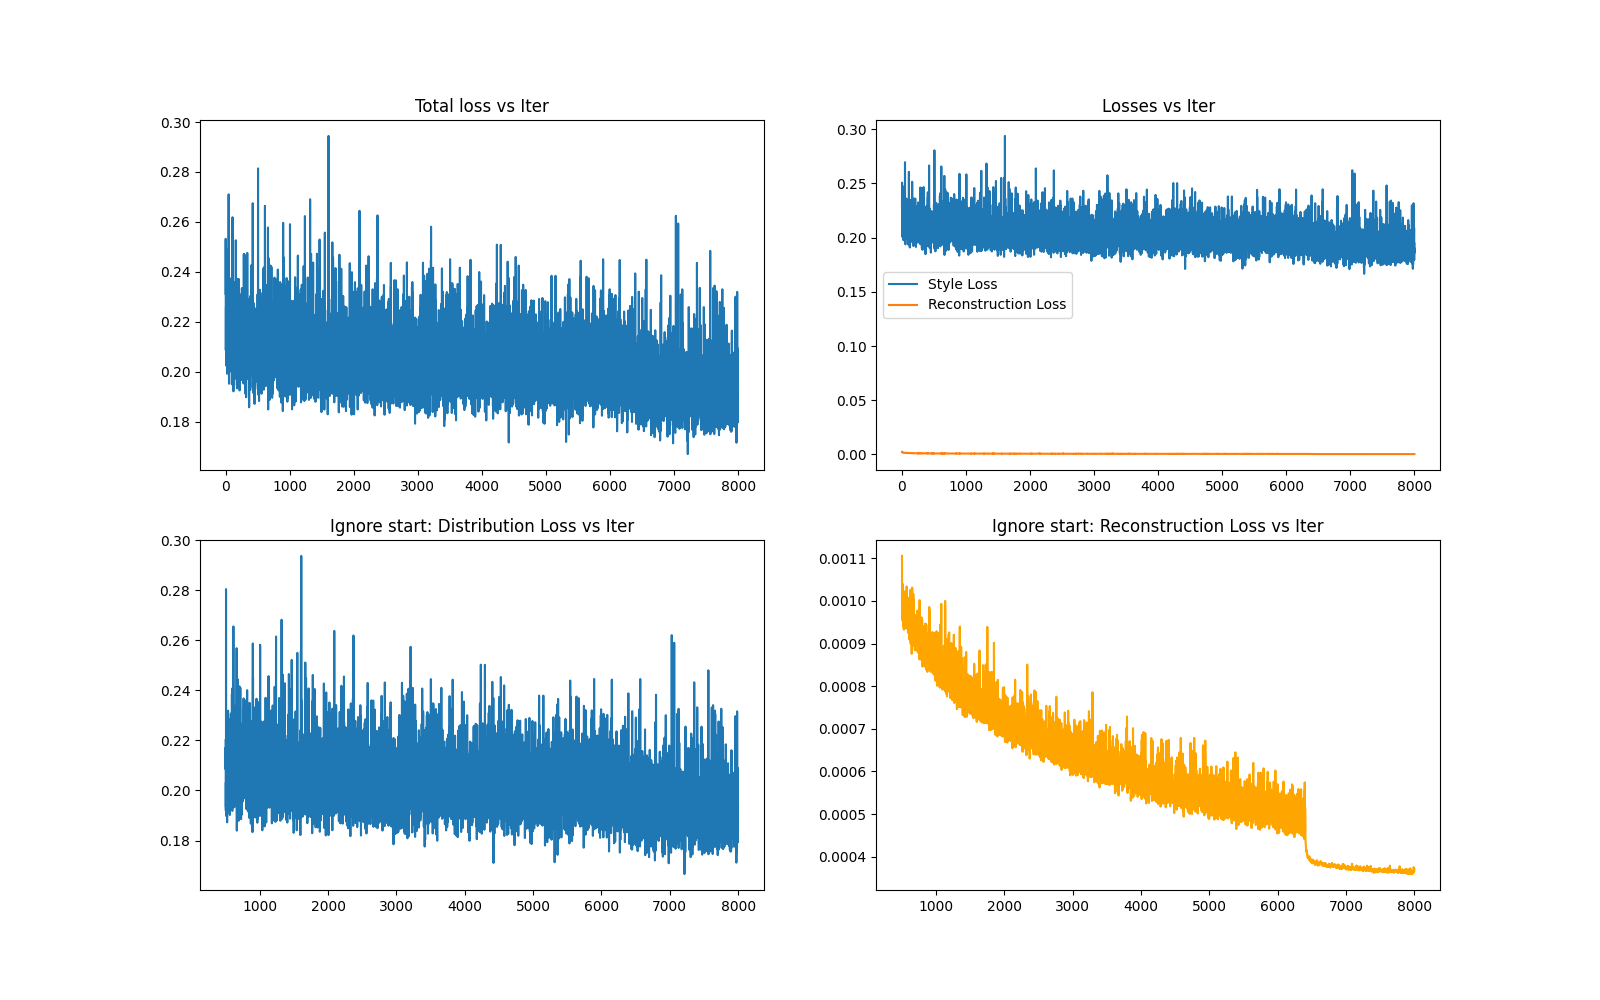 Total loss vs Iter
0.30
0.28
0.26
0.24
0.22
0.20
0.18
0 1000 2000 3000 4000 5000 6000 7000 8000
Losses vs Iter
0.30
0.25
0.20
0.15
0.10
0.05
0.00
Style Loss
Reconstruction Loss
0 1000 2000 3000 4000 5000 6000 7000 8000
Ignore start: Distribution Loss vs Iter
0.30
0.28
0.26
0.24
0.22
0.20
0.18
1000 2000 3000 4000 5000 6000 7000 8000
Ignore start: Reconstruction Loss vs Iter
0.0011
0.0010
0.0009
0.0008
0.0007
0.0006
0.0005
0.0004
1000 2000 3000 4000 5000 6000 7000 8000